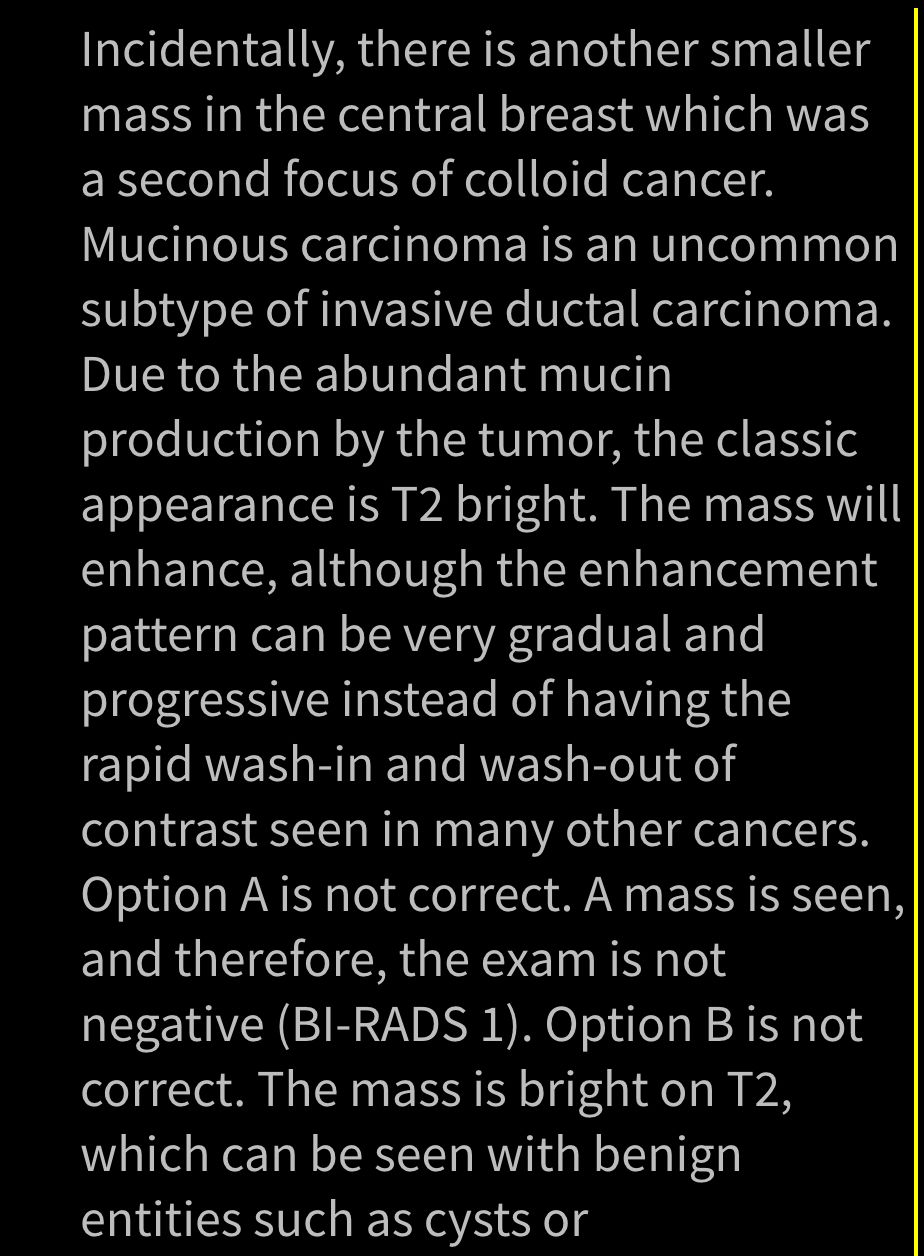 Incidentally, there is another smaller
mass in the central breast which was
a second focus of colloid cancer.
Mucinous carcinoma is an uncommon
subtype of invasive ductal carcinoma.
Due to the abundant mucin
production by the tumor, the classic
appearance is T2 bright. The mass will
enhance, although the enhancement
pattern can be very gradual and
progressive instead of having the
rapid wash-in and wash-out of
contrast seen in many other cancers.
Option A is not correct. A mass is seen,
and therefore, the exam is not
negative (BI-RADS 1). Option B is not
correct. The mass is bright on T2,
which can be seen with benign
entities such as cysts or